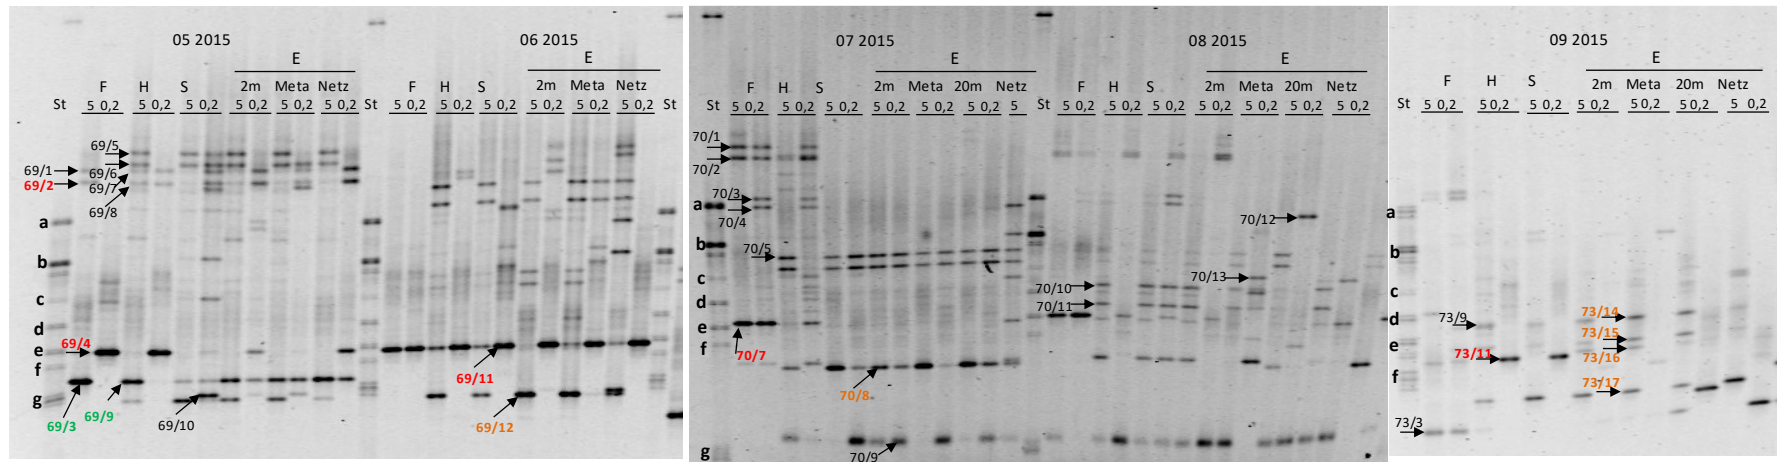 05 2015
E
F H S 2m Meta Netz
St 5 0,2 5 0,2 5 0,2 5 0,2 5 0,2 5 0,2
69/5
69/1
69/6
69/2
69/7
69/8
a
b
c
d
69/4
e
f
g
69/3
69/9
69/10
06 2015
E
F H S 2m Meta Netz
St 5 0,2 5 0,2 5 0,2 5 0,2 5 0,2 5 0,2 St
69/11
69/12
07 2015
E
F H S 2m Meta 20m Netz
St 5 0,2 5 0,2 5 0,2 5 0,2 5 0,2 5 0,2 5
70/1
70/2
70/3
a
70/4
b
70/5
c
d
e
f
70/7
70/8
70/9
g
08 2015
E
F H S 2m Meta 20m Netz
St 5 0,2 5 0,2 5 0,2 5 0,2 5 0,2 5 0,2 5 0,2
70/12
70/13
70/10
70/11
09 2015
E
F H S 2m Meta 20m Netz
St 5 0,2 5 0,2 5 0,2 5 0,2 5 0,2 5 0,2 5 0,2
a
b
c
d
73/9
73/14
73/15
e
73/11
73/16
f
73/17
73/3